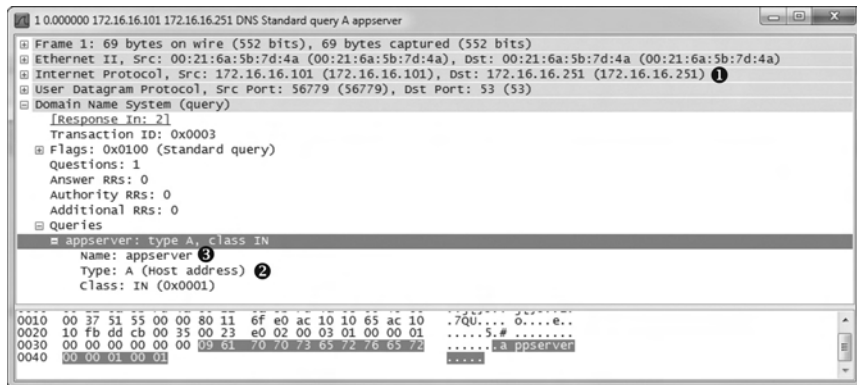 1 0.000000 172.16.16.101 172.16.16.251 DNS Standard query A appserver
Frame 1: 69 bytes on wire (552 bits), 69 bytes captured (552 bits)
Ethernet II, Src: 00:21:6a:5b:7d:4a (00:21:6a:5b:7d:4a), Dst: 00:21:6a:5b:7d:4a (00:21:6a:5b:7d:4a)
Internet Protocol, Src: 172.16.16.101 (172.16.16.101), Dst: 172.16.16.251 (172.16.16.251) ❶
User Datagram Protocol, Src Port: 56779 (56779), Dst Port: 53 (53)
Domain Name System (query)
[Response In: 2]
Transaction ID: 0x0003
Flags: 0x0100 (Standard query)
Questions: 1
Answer RRs: 0
Authority RRs: 0
Additional RRs: 0
Queries
appserver: type A, class IN
Name: appserver ❸
Type: A (Host address) ❷
Class: IN (0x0001)
0010 00 37 51 55 00 00 80 11 6f e0 ac 10 10 65 ac 10 .7QU.... o....e..
0020 10 fb dd cb 00 35 00 23 e0 02 00 03 01 00 00 01 .....5.# ........
0030 00 00 00 00 00 00 09 61 70 70 73 65 72 76 65 72 .......a ppserver
0040 00 00 01 00 01 .....